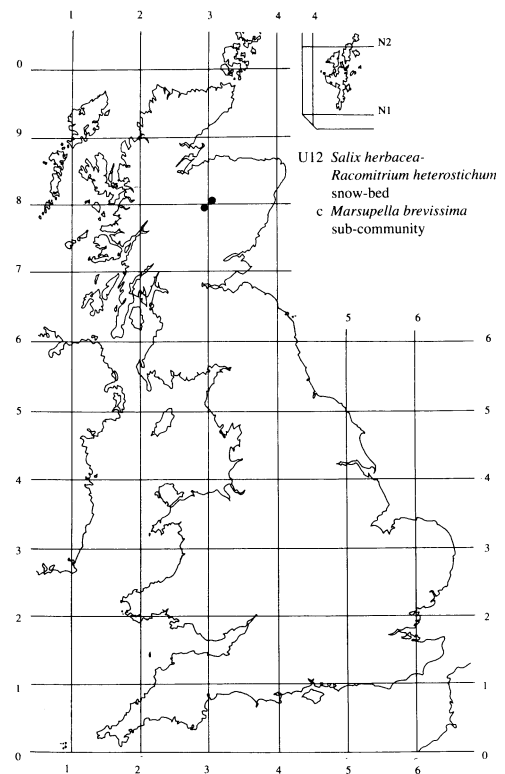 1 2 3 4 4
N2
0
N1
9
U12 Salix herbacea-
Racomitrium heterostichum
snow-bed
8
c Marsupella brevissima
sub-community
7
5 6
6 6
5 5
4 4
3 3
2 2
1 1
0 0
1 2 3 4 5 6